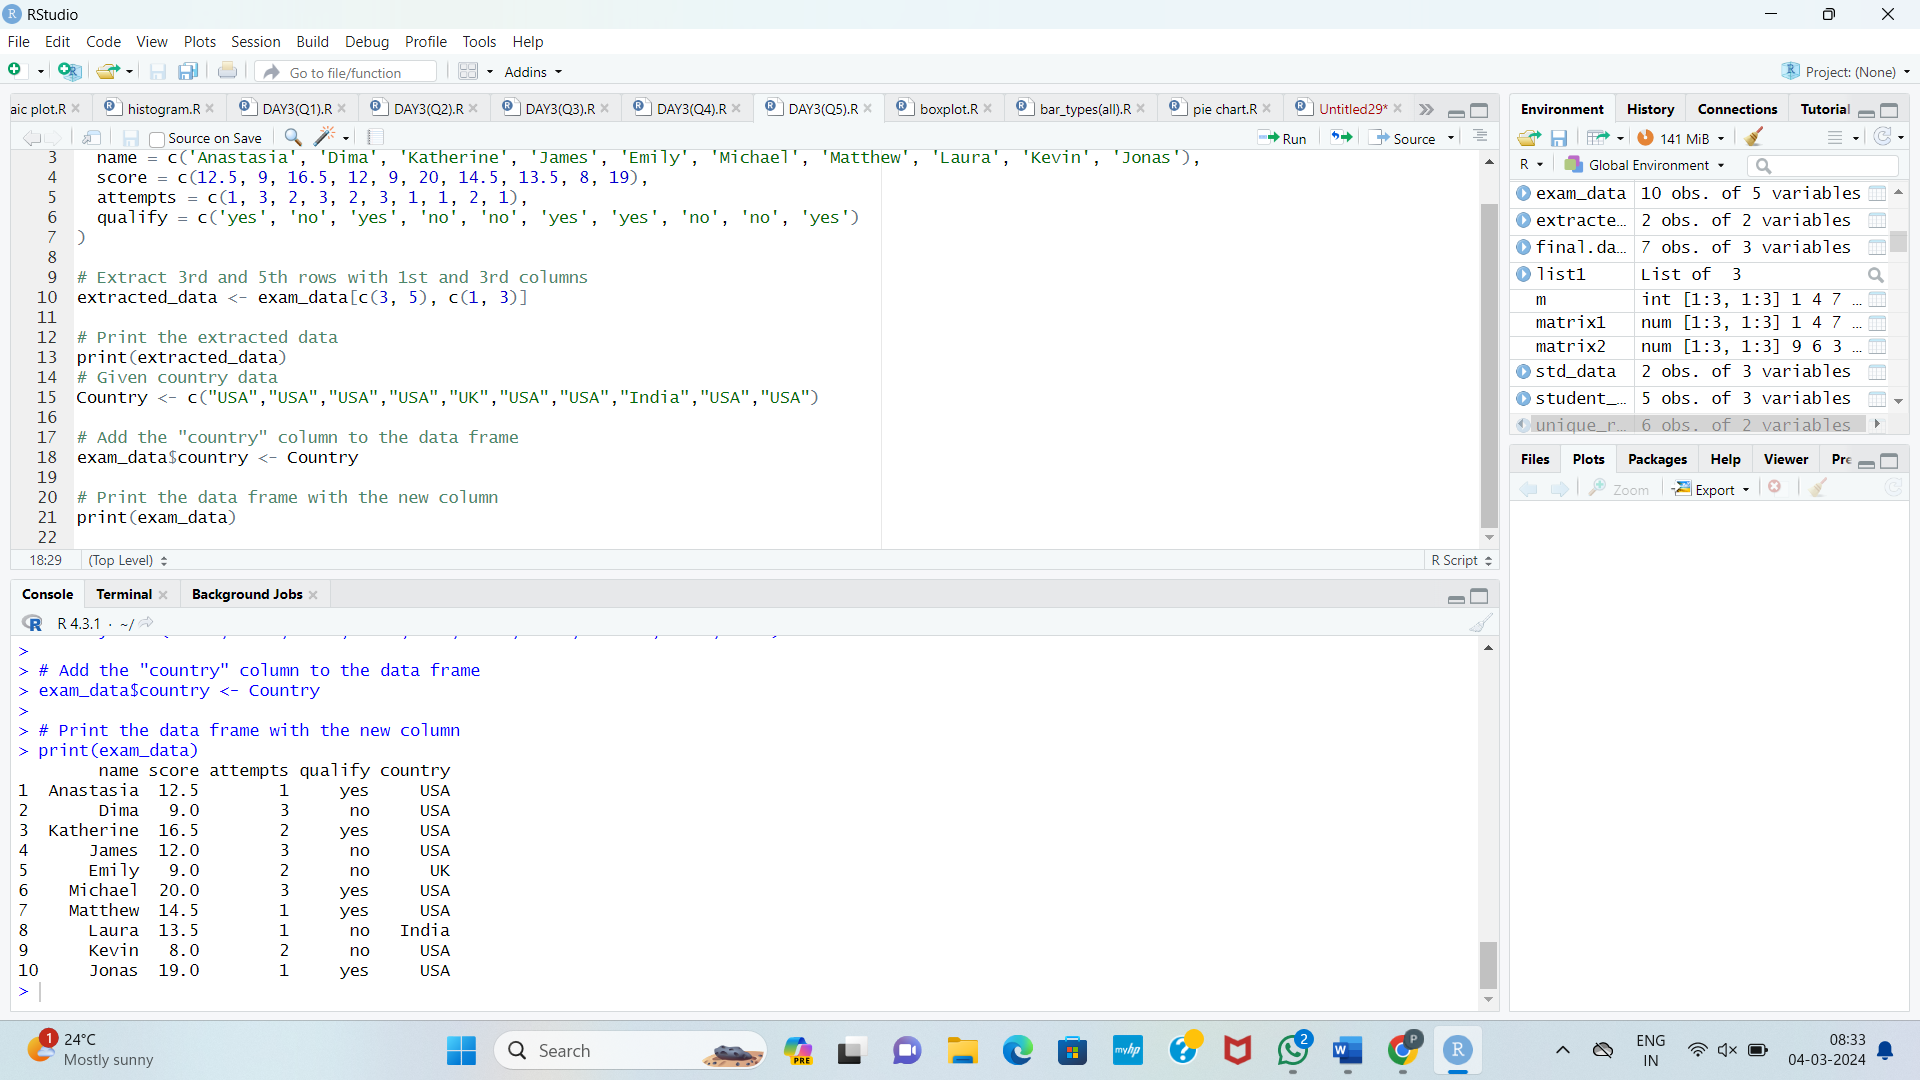 RStudio
File Edit Code View Plots Session Build Debug Profile Tools Help
Go to file/function Addins Project: (None)
aic plot.R histogram.R DAY3(Q1).R DAY3(Q2).R DAY3(Q3).R DAY3(Q4).R DAY3(Q5).R boxplot.R bar_types(all).R pie chart.R Untitled29*
Source on Save Run Source
3 name = c('Anastasia', 'Dima', 'Katherine', 'James', 'Emily', 'Michael', 'Matthew', 'Laura', 'Kevin', 'Jonas'),
4 score = c(12.5, 9, 16.5, 12, 9, 20, 14.5, 13.5, 8, 19),
5 attempts = c(1, 3, 2, 3, 2, 3, 1, 1, 2, 1),
6 qualify = c('yes', 'no', 'yes', 'no', 'no', 'yes', 'yes', 'no', 'no', 'yes')
7 )
8
9 # Extract 3rd and 5th rows with 1st and 3rd columns
10 extracted_data <- exam_data[c(3, 5), c(1, 3)]
11
12 # Print the extracted data
13 print(extracted_data)
14 # Given country data
15 Country <- c("USA","USA","USA","USA","UK","USA","USA","India","USA","USA")
16
17 # Add the "country" column to the data frame
18 exam_data$country <- Country
19
20 # Print the data frame with the new column
21 print(exam_data)
22
18:29 (Top Level) R Script
Console Terminal Background Jobs
R 4.3.1 · ~/
>
> # Add the "country" column to the data frame
> exam_data$country <- Country
>
> # Print the data frame with the new column
> print(exam_data)
name score attempts qualify country
1 Anastasia 12.5 1 yes USA
2 Dima 9.0 3 no USA
3 Katherine 16.5 2 yes USA
4 James 12.0 3 no USA
5 Emily 9.0 2 no UK
6 Michael 20.0 3 yes USA
7 Matthew 14.5 1 yes USA
8 Laura 13.5 1 no India
9 Kevin 8.0 2 no USA
10 Jonas 19.0 1 yes USA
>
Environment History Connections Tutorial
141 MiB
R Global Environment
exam_data 10 obs. of 5 variables
extracte… 2 obs. of 2 variables
final.da… 7 obs. of 3 variables
list1 List of 3
m int [1:3, 1:3] 1 4 7 …
matrix1 num [1:3, 1:3] 1 4 7 …
matrix2 num [1:3, 1:3] 9 6 3 …
std_data 2 obs. of 3 variables
student_… 5 obs. of 3 variables
unique_r… 6 obs. of 2 variables
Files Plots Packages Help Viewer Pre
Zoom Export
1 24°C
Mostly sunny
Search
PRE
myhp
2
P
R
ENG
IN
08:33
04-03-2024